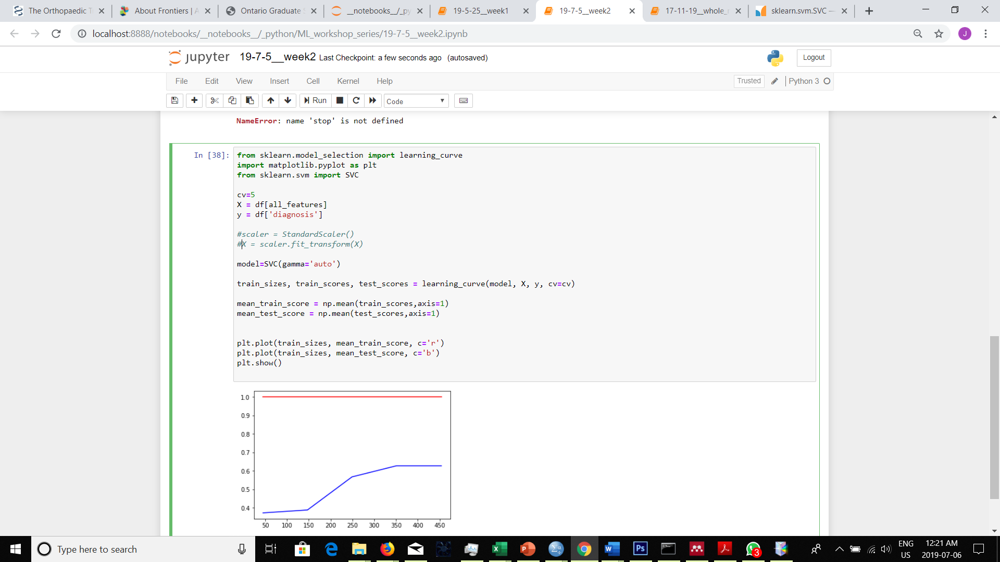 The Orthopaedic T
About Frontiers | A
Ontario Graduate S
__notebooks__/_py
19-5-25__week1
19-7-5__week2
17-11-19__whole_r
sklearn.svm.SVC —
localhost:8888/notebooks/__notebooks__/_python/ML_workshop_series/19-7-5__week2.ipynb
J
jupyter 19-7-5__week2 Last Checkpoint: a few seconds ago (autosaved)
Logout
File Edit View Insert Cell Kernel Help
Trusted Python 3
Run Code
NameError: name 'stop' is not defined
In [38]:
from sklearn.model_selection import learning_curve
import matplotlib.pyplot as plt
from sklearn.svm import SVC
cv=5
X = df[all_features]
y = df['diagnosis']
#scaler = StandardScaler()
#X = scaler.fit_transform(X)
model=SVC(gamma='auto')
train_sizes, train_scores, test_scores = learning_curve(model, X, y, cv=cv)
mean_train_score = np.mean(train_scores,axis=1)
mean_test_score = np.mean(test_scores,axis=1)
plt.plot(train_sizes, mean_train_score, c='r')
plt.plot(train_sizes, mean_test_score, c='b')
plt.show()
1.0
0.9
0.8
0.7
0.6
0.5
0.4
50 100 150 200 250 300 350 400 450
Type here to search
Ps
3
ENG
US
12:21 AM
2019-07-06